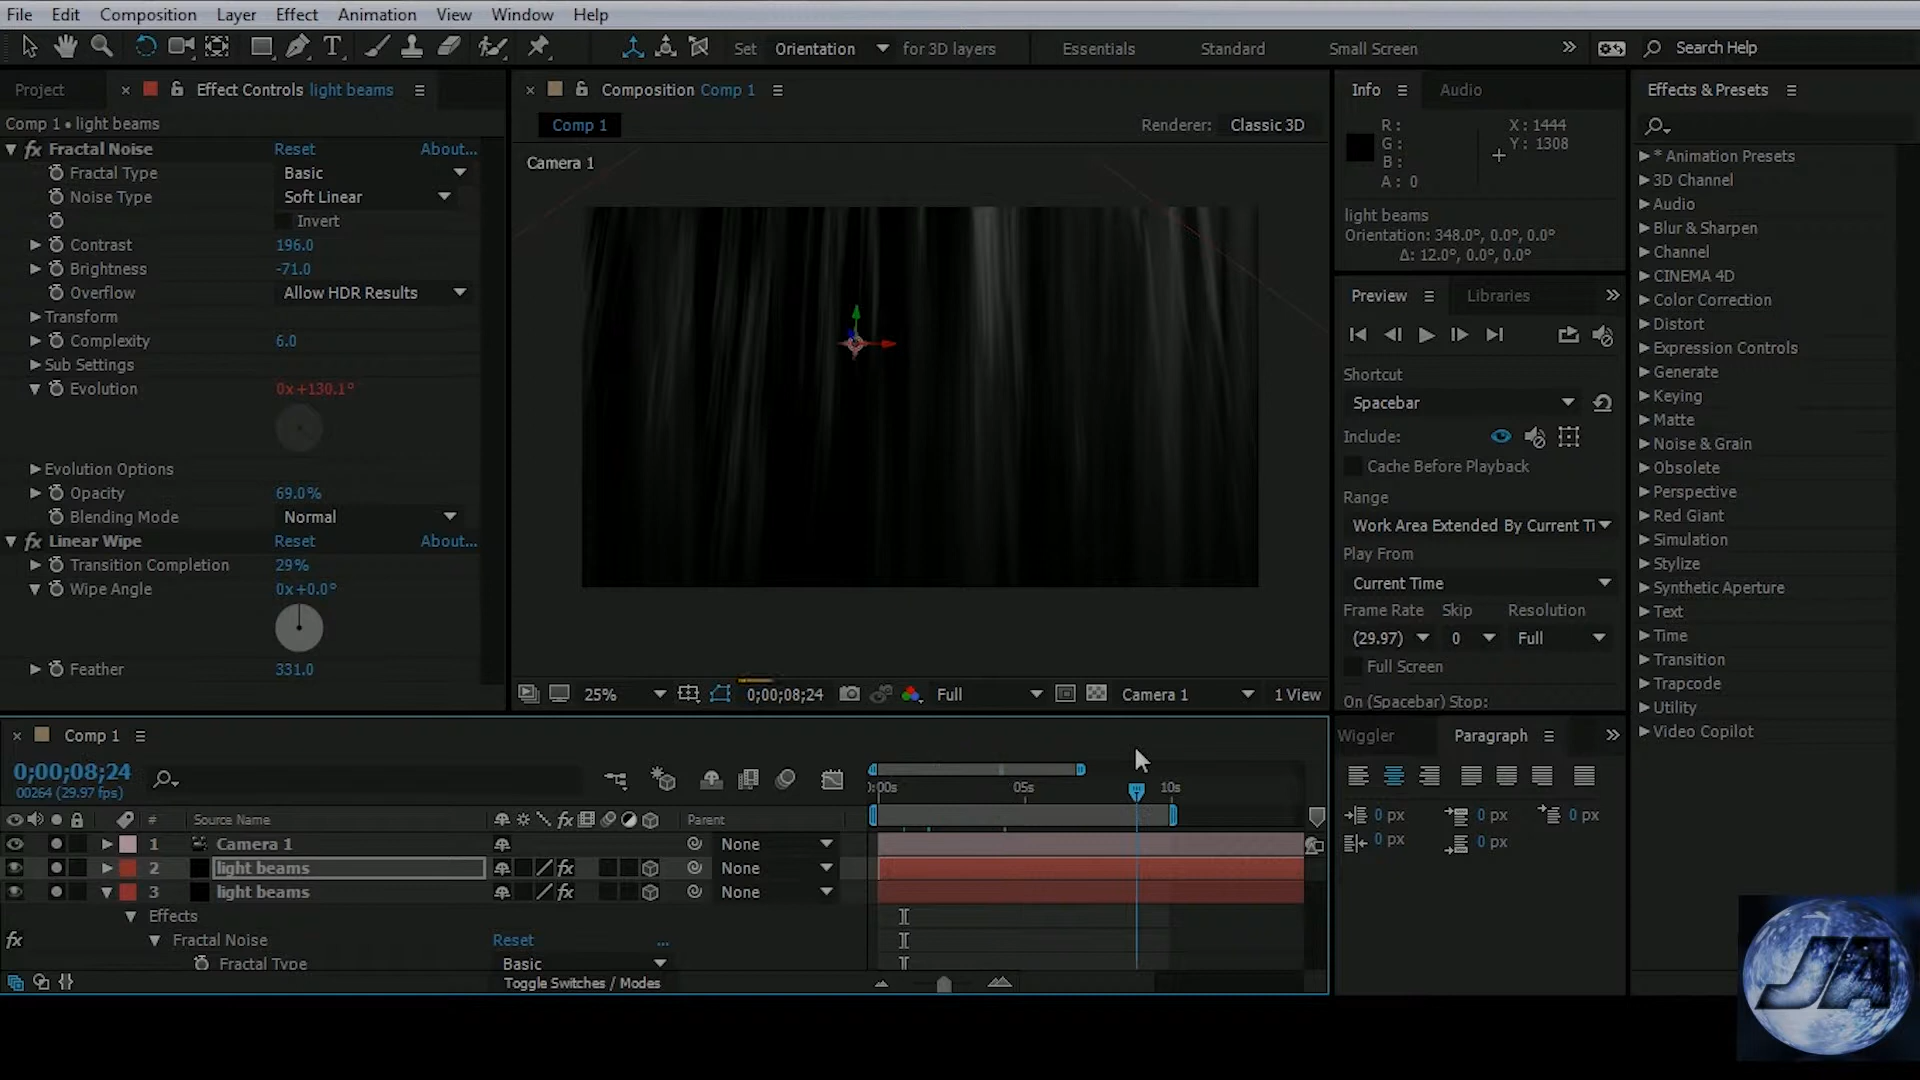 File Edit Composition Layer Effect Animation View Window Help
Set Orientation for 3D layers Essentials Standard Small Screen Search Help
Project Effect Controls light beams
Comp 1 • light beams
Fractal Noise Reset About...
Fractal Type Basic
Noise Type Soft Linear
Invert
Contrast 196.0
Brightness -71.0
Overflow Allow HDR Results
Transform
Complexity 6.0
Sub Settings
Evolution 0x+130.1°
Evolution Options
Opacity 69.0%
Blending Mode Normal
Linear Wipe Reset About...
Transition Completion 29%
Wipe Angle 0x+0.0°
Feather 331.0
Composition Comp 1
Comp 1 Renderer: Classic 3D
Camera 1
25% 0;00;08;24 Full Camera 1 1 View
Info Audio
R: X: 1444
G: Y: 1308
B:
A: 0
light beams
Orientation: 348.0°, 0.0°, 0.0°
Δ: 12.0°, 0.0°, 0.0°
Preview Libraries
Shortcut
Spacebar
Include:
Cache Before Playback
Range
Work Area Extended By Current Ti
Play From
Current Time
Frame Rate Skip Resolution
(29.97) 0 Full
Full Screen
On (Spacebar) Stop:
Wiggler Paragraph
0 px 0 px 0 px
0 px 0 px
Effects & Presets
* Animation Presets
3D Channel
Audio
Blur & Sharpen
Channel
CINEMA 4D
Color Correction
Distort
Expression Controls
Generate
Keying
Matte
Noise & Grain
Obsolete
Perspective
Red Giant
Simulation
Stylize
Synthetic Aperture
Text
Time
Transition
Trapcode
Utility
Video Copilot
Comp 1
0;00;08;24
00264 (29.97 fps)
):00s 05s 10s
# Source Name Parent
1 Camera 1 None
2 light beams None
3 light beams None
Effects
Fractal Noise Reset ...
Fractal Type Basic
Toggle Switches / Modes
JA